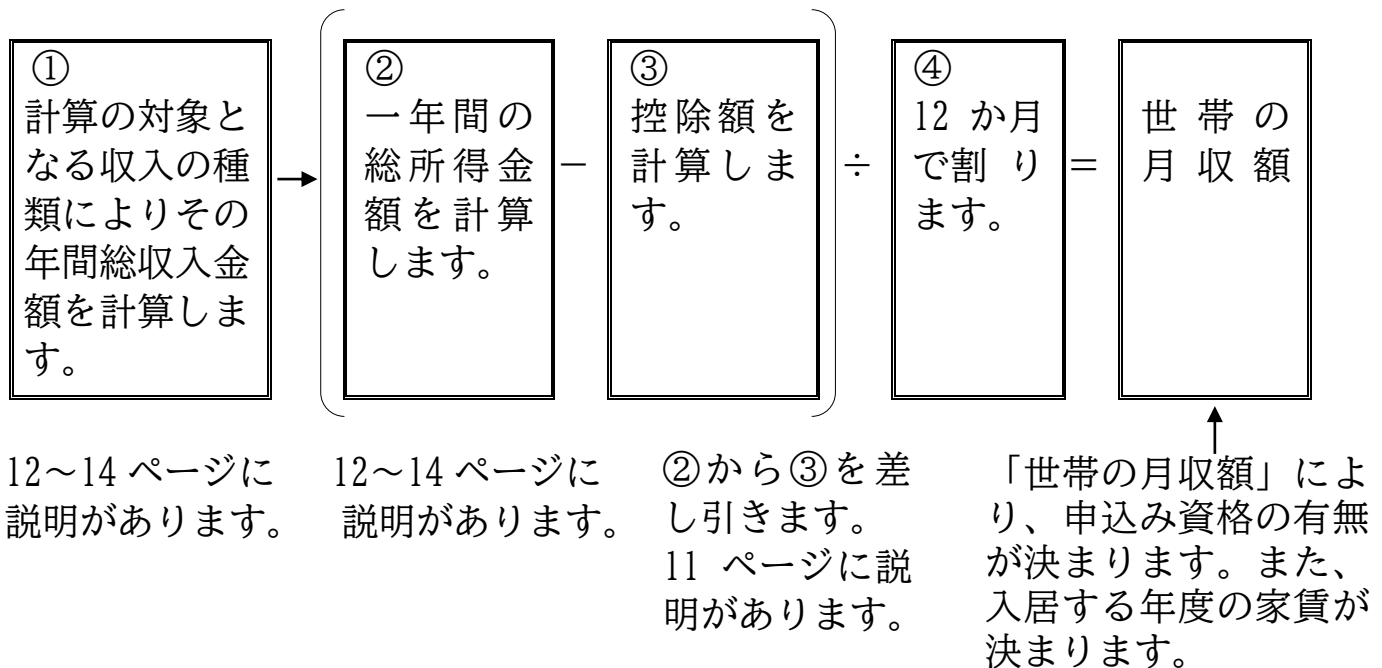 ①
計算の対象と
なる収入の種
類によりその
年間総収入金
額を計算しま
す。
→
②
一年間の
総所得金
額を計算
します。
−
③
控除額を
計算しま
す。
÷
④
12 か月
で割り
ます。
＝
世帯の
月収額
12～14 ページに
説明があります。
12～14 ページに
説明があります。
②から③を差
し引きます。
11 ページに説
明があります。
「世帯の月収額」によ
り、申込み資格の有無
が決まります。また、
入居する年度の家賃が
決まります。